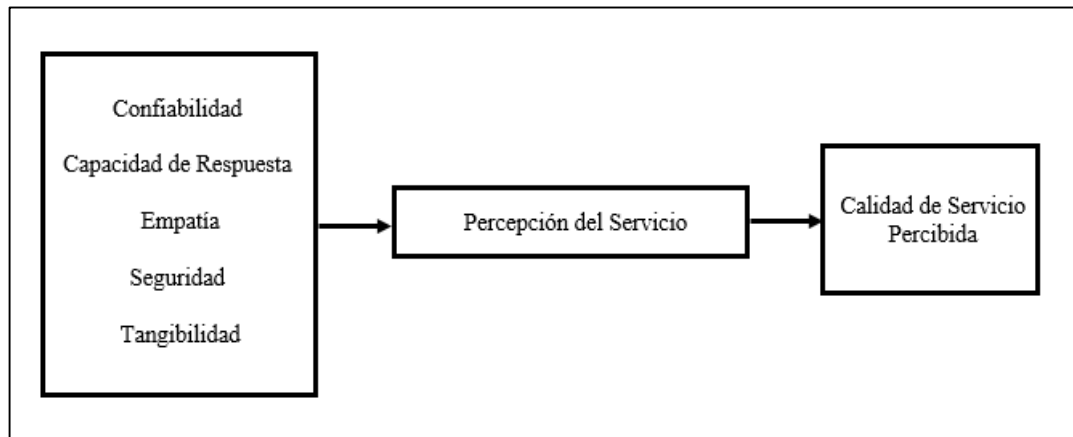 Confiabilidad
Capacidad de Respuesta
Empatía
Seguridad
Tangibilidad
Percepción del Servicio
Calidad de Servicio
Percibida